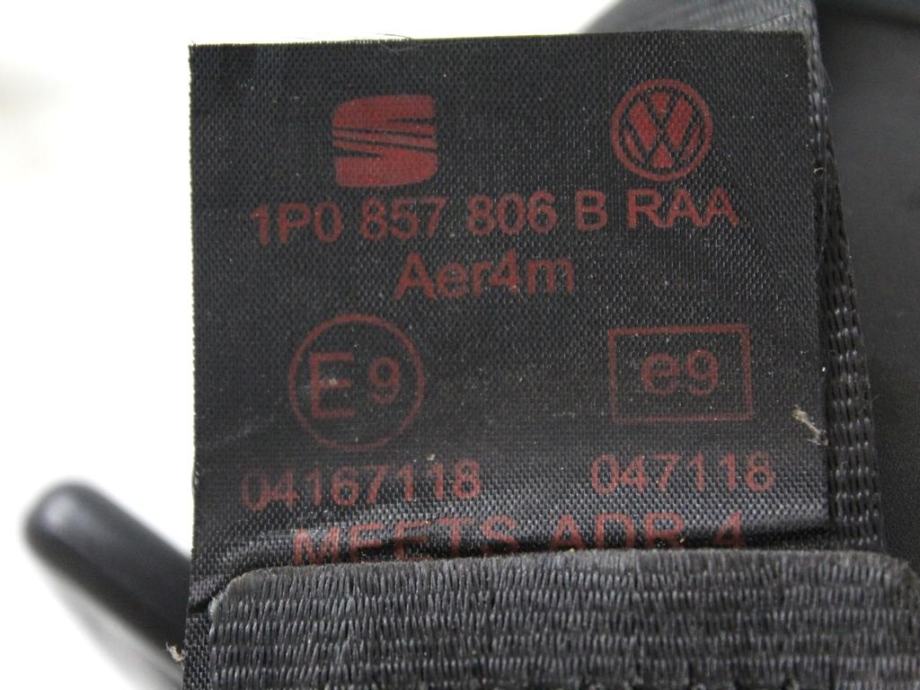 1P0 857 806 B RAA
Aer4m
E9 e9
04167118 047116
MEETS ADR 4